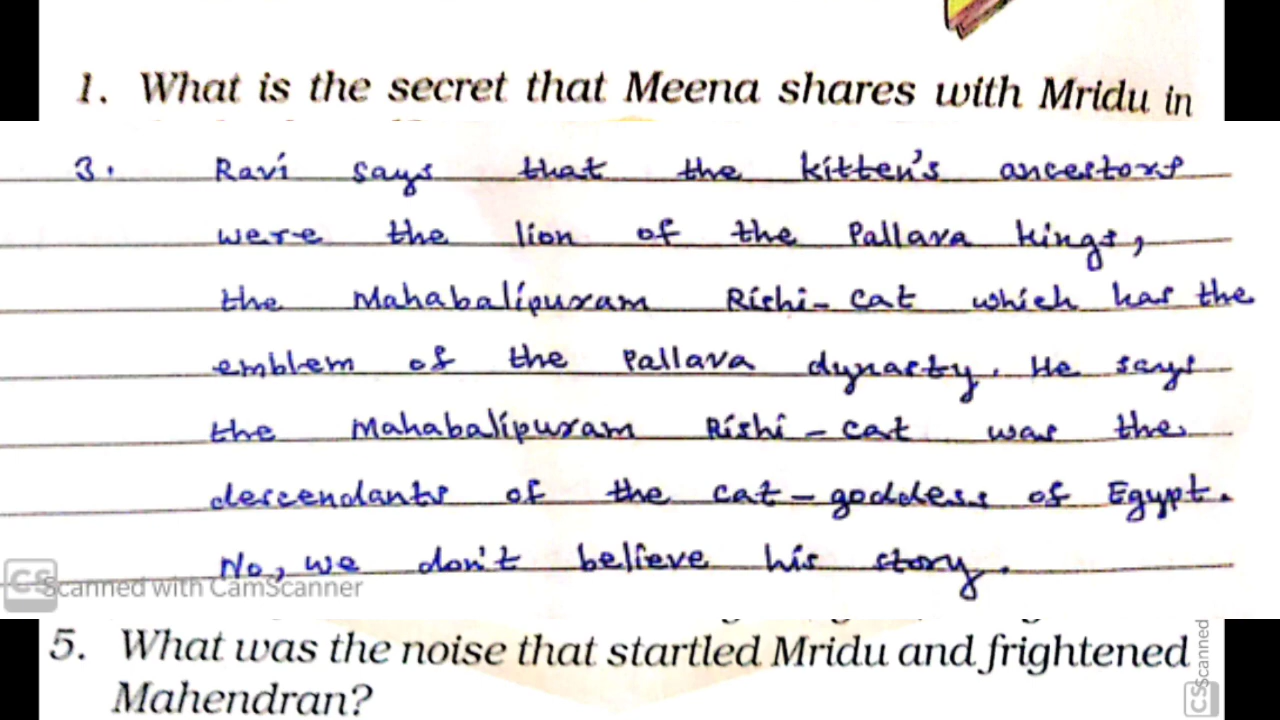 1. What is the secret that Meena shares with Mridu in
3. Ravi says that the kitten's ancestors
were the lion of the Pallava kings,
the Mahabalipuram Rishi-cat which has the
emblem of the Pallava dynasty. He says
the Mahabalipuram Rishi-cat was the
descendants of the cat-goddess of Egypt.
No, we don't believe his story.
CS Scanned with CamScanner
5. What was the noise that startled Mridu and frightened
Mahendran?
CS Scanned